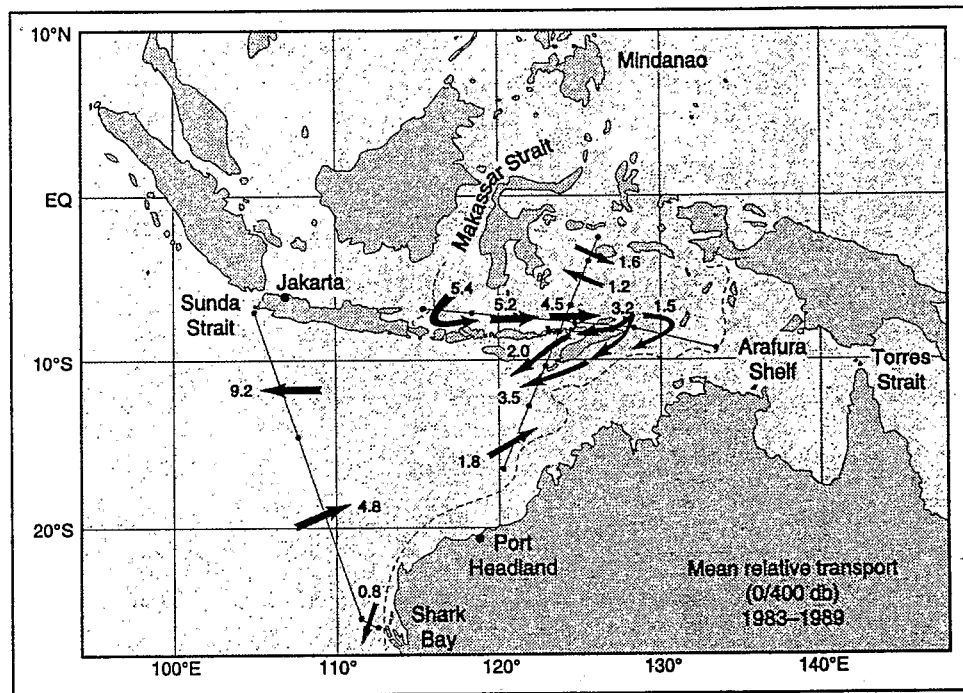 10°N
Mindanao
Makassar Strait
EQ
Jakarta
Sunda
Strait
5.4
5.2
4.5
3.2
1.5
1.6
1.2
2.0
3.5
10°S
Arafura
Shelf
Torres
Strait
9.2
1.8
4.8
20°S
Port
Headland
0.8
Shark
Bay
Mean relative transport
(0/400 db)
1983–1989
100°E
110°
120°
130°
140°E